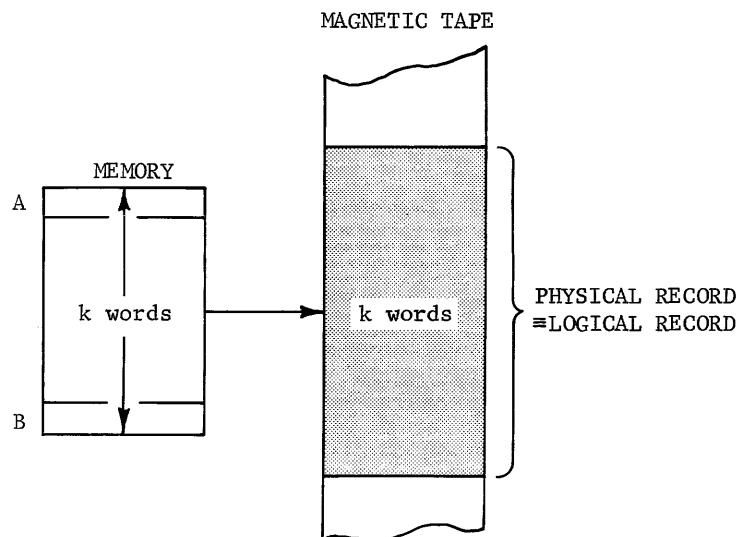 MAGNETIC TAPE
MEMORY
A
k words
B
k words
PHYSICAL RECORD
≡LOGICAL RECORD